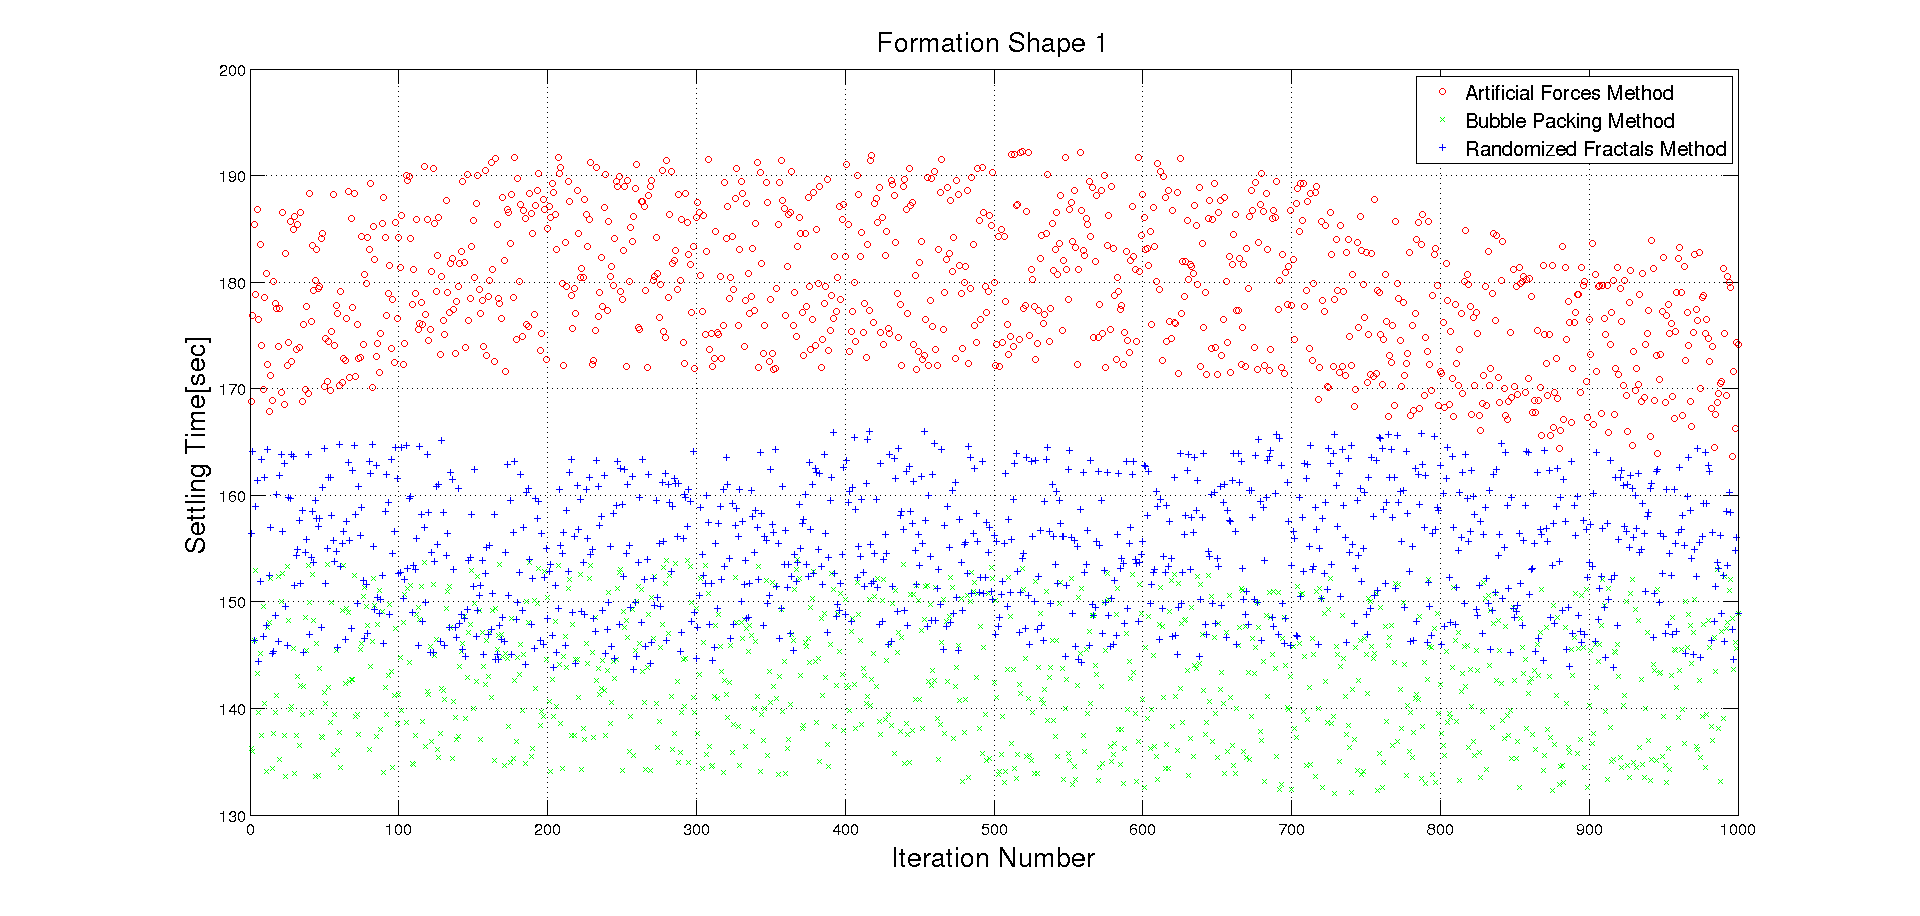 Formation Shape 1
200
190
180
170
160
150
140
130
Settling Time[sec]
Artificial Forces Method
Bubble Packing Method
Randomized Fractals Method
0 100 200 300 400 500 600 700 800 900 1000
Iteration Number